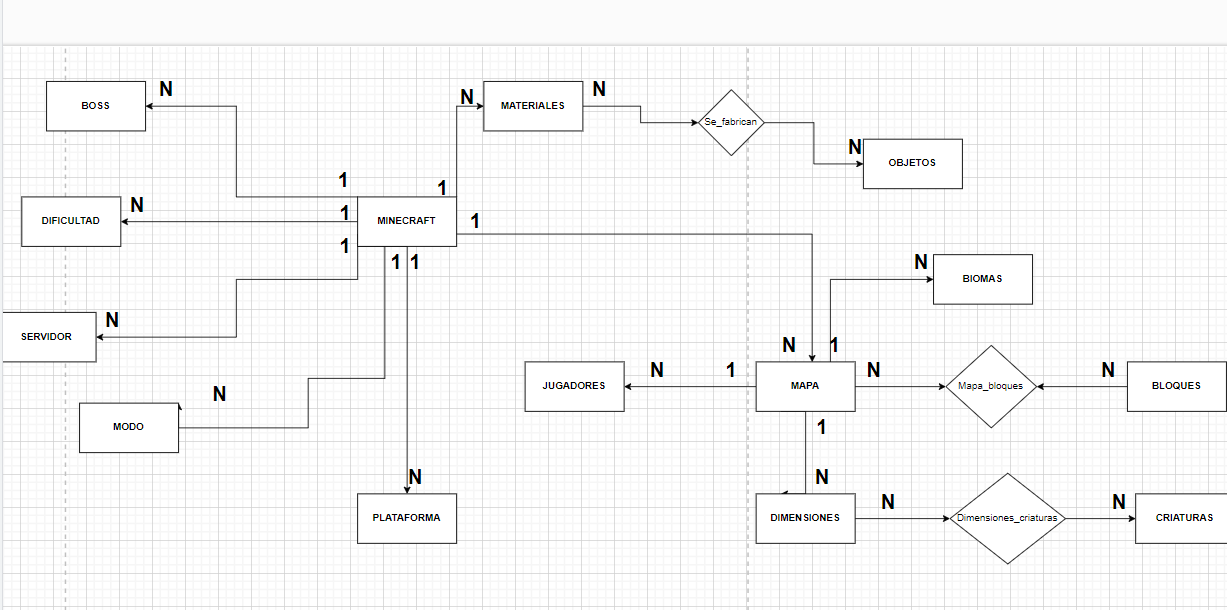 N
BOSS
N
MATERIALES
N
Se_fabrican
N
OBJETOS
1
1
N
DIFICULTAD
1
MINECRAFT
1
1
1
1
N
BIOMAS
N
SERVIDOR
N
1
N
JUGADORES
N
1
MAPA
N
Mapa_bloques
N
BLOQUES
N
MODO
1
N
PLATAFORMA
N
DIMENSIONES
N
Dimensiones_criaturas
N
CRIATURAS